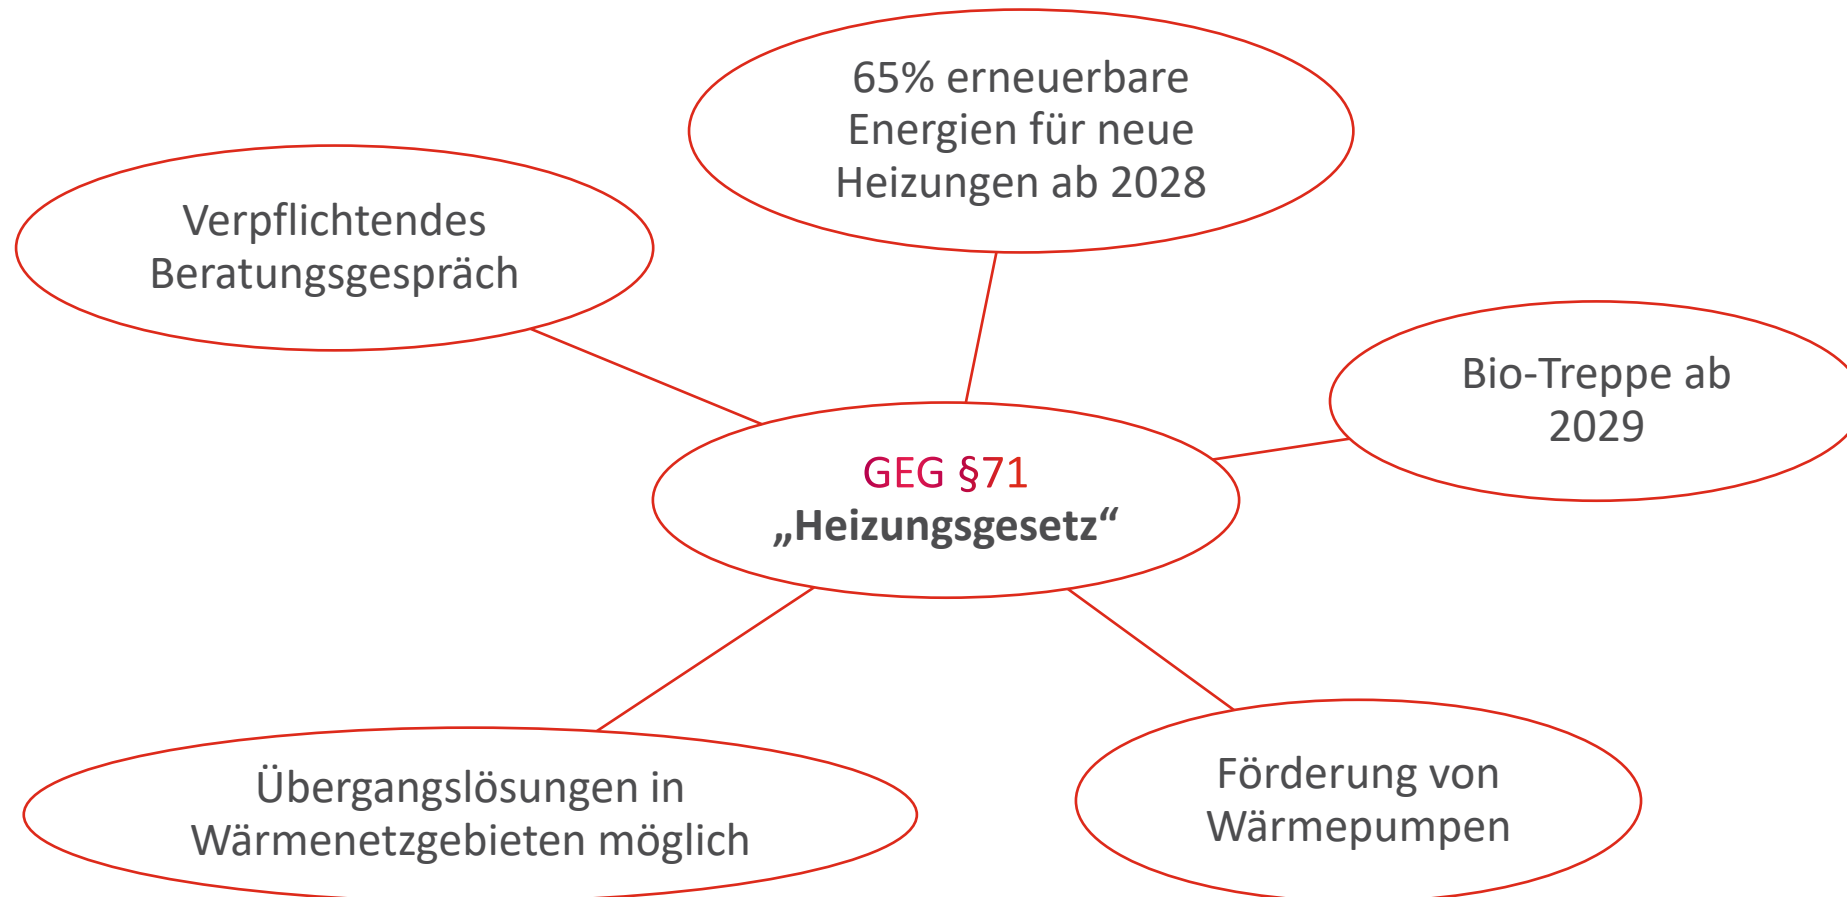 65% erneuerbare
Energien für neue
Heizungen ab 2028
Verpflichtendes
Beratungsgespräch
Bio-Treppe ab
2029
GEG §71
„Heizungsgesetz“
Übergangslösungen in
Wärmenetzgebieten möglich
Förderung von
Wärmepumpen